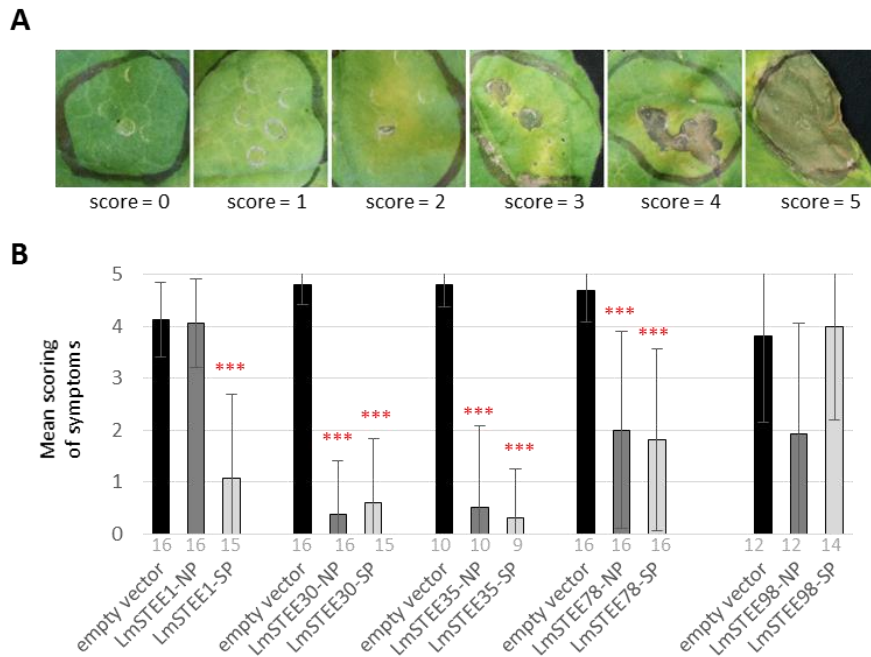 A
score = 0 score = 1 score = 2 score = 3 score = 4 score = 5
B
Mean scoring
of symptoms
5
4
3
2
1
0
***
***
***
***
***
***
***
16 16 15 16 16 15 10 10 9 16 16 16 12 12 14
empty vector
LmSTEE1-NP
LmSTEE1-SP
empty vector
LmSTEE30-NP
LmSTEE30-SP
empty vector
LmSTEE35-NP
LmSTEE35-SP
empty vector
LmSTEE78-NP
LmSTEE78-SP
empty vector
LmSTEE98-NP
LmSTEE98-SP